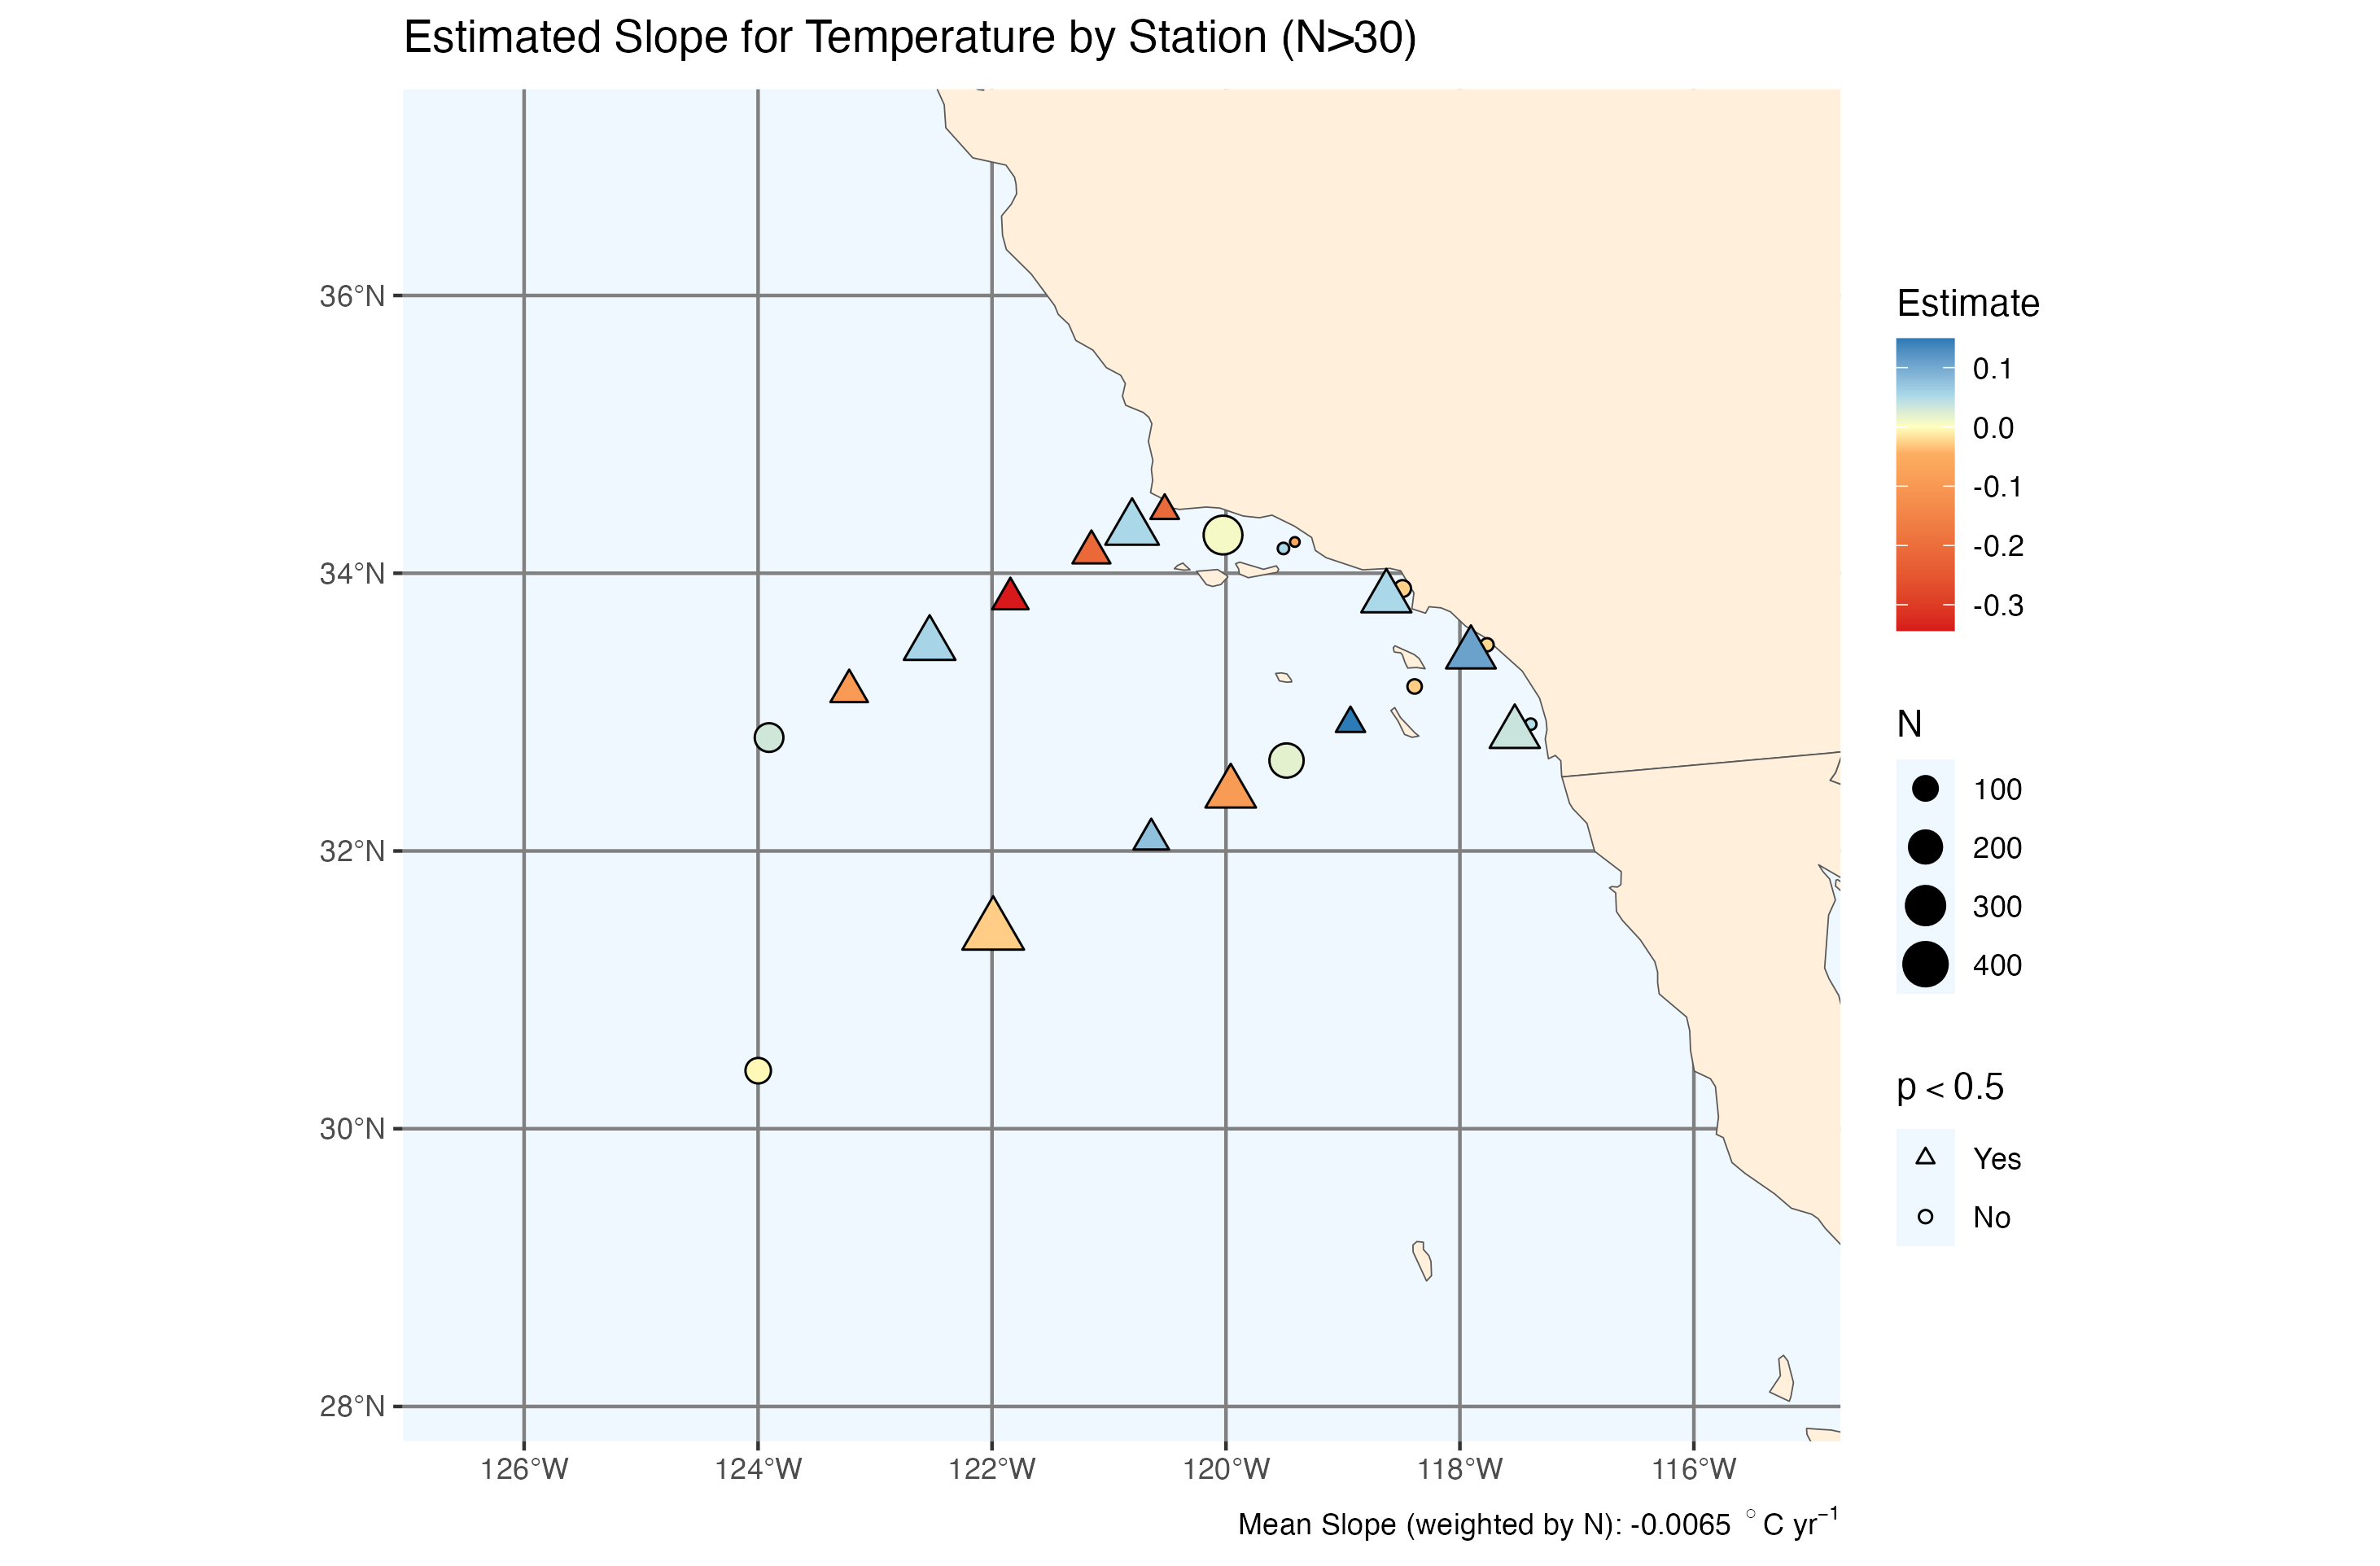 Estimated Slope for Temperature by Station (N>30)
36°N
34°N
32°N
30°N
28°N
126°W
124°W
122°W
120°W
118°W
116°W
Mean Slope (weighted by N): -0.0065 °C yr⁻¹
Estimate
0.1
0.0
-0.1
-0.2
-0.3
N
100
200
300
400
p < 0.5
Yes
No